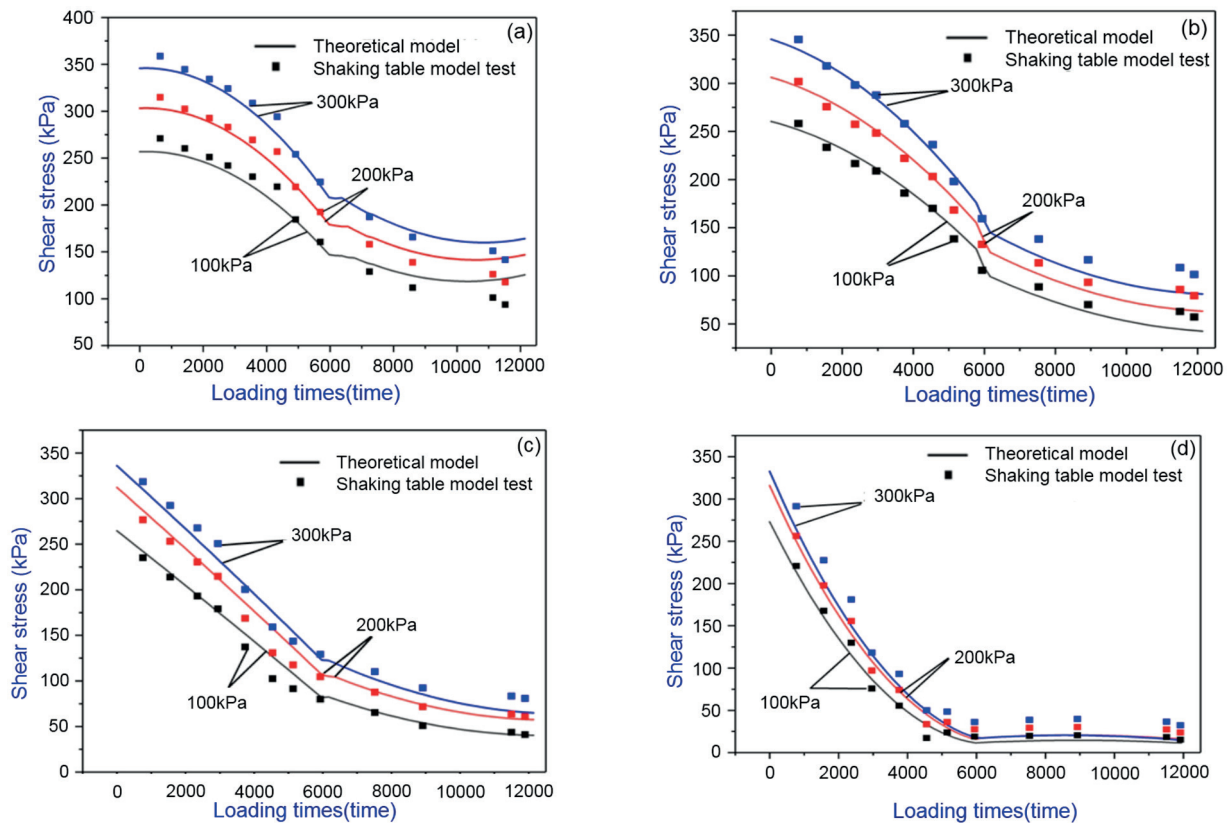 (a)
400
350
300
250
200
150
100
50
Shear stress (kPa)
Theoretical model
Shaking table model test
300kPa
200kPa
100kPa
0 2000 4000 6000 8000 10000 12000
Loading times(time)
(b)
350
300
250
200
150
100
50
Shear stress (kPa)
Theoretical model
Shaking table model test
300kPa
200kPa
100kPa
0 2000 4000 6000 8000 10000 12000
Loading times(time)
(c)
350
300
250
200
150
100
50
0
Shear stress (kPa)
Theoretical model
Shaking table model test
300kPa
200kPa
100kPa
0 2000 4000 6000 8000 10000 12000
Loading times(time)
(d)
350
300
250
200
150
100
50
0
Shear stress (kPa)
Theoretical model
Shaking table model test
300kPa
200kPa
100kPa
0 2000 4000 6000 8000 10000 12000
Loading times(time)